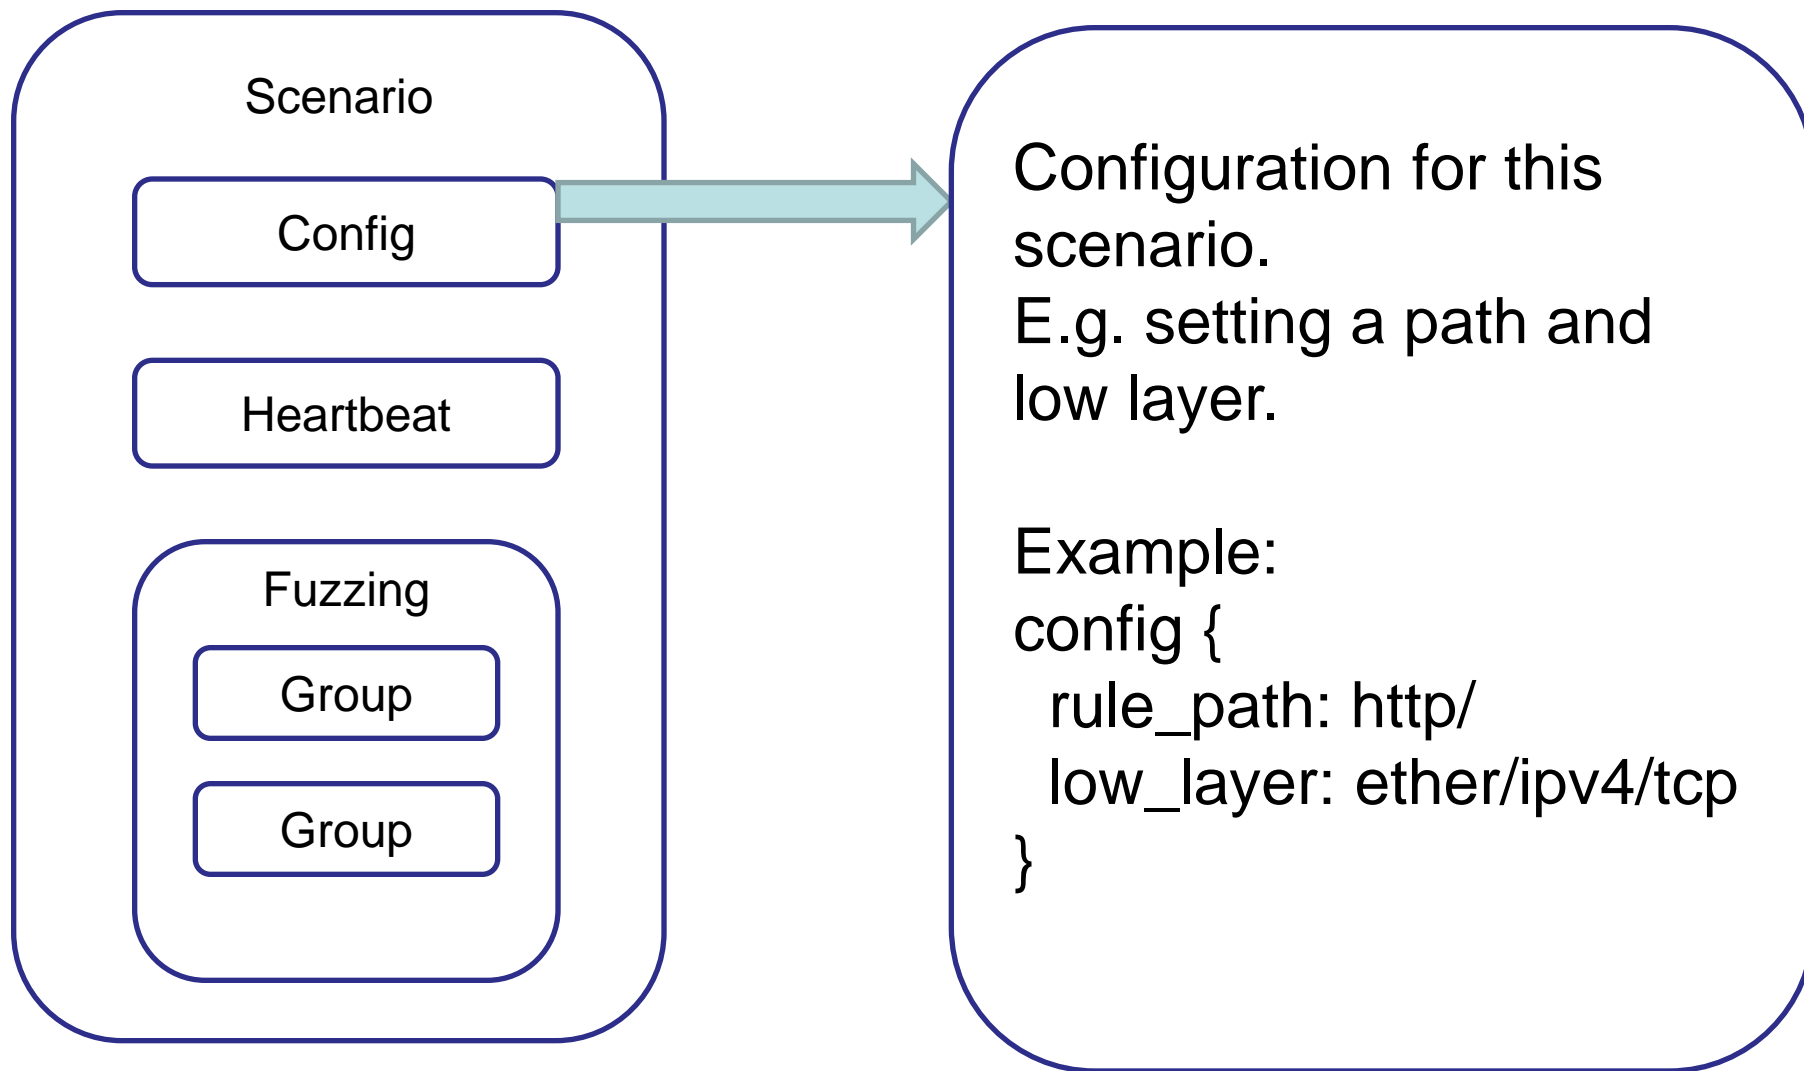 Scenario
Config
Heartbeat
Fuzzing
Group
Group
Configuration for this
scenario.
E.g. setting a path and
low layer.
Example:
config {
rule_path: http/
low_layer: ether/ipv4/tcp
}